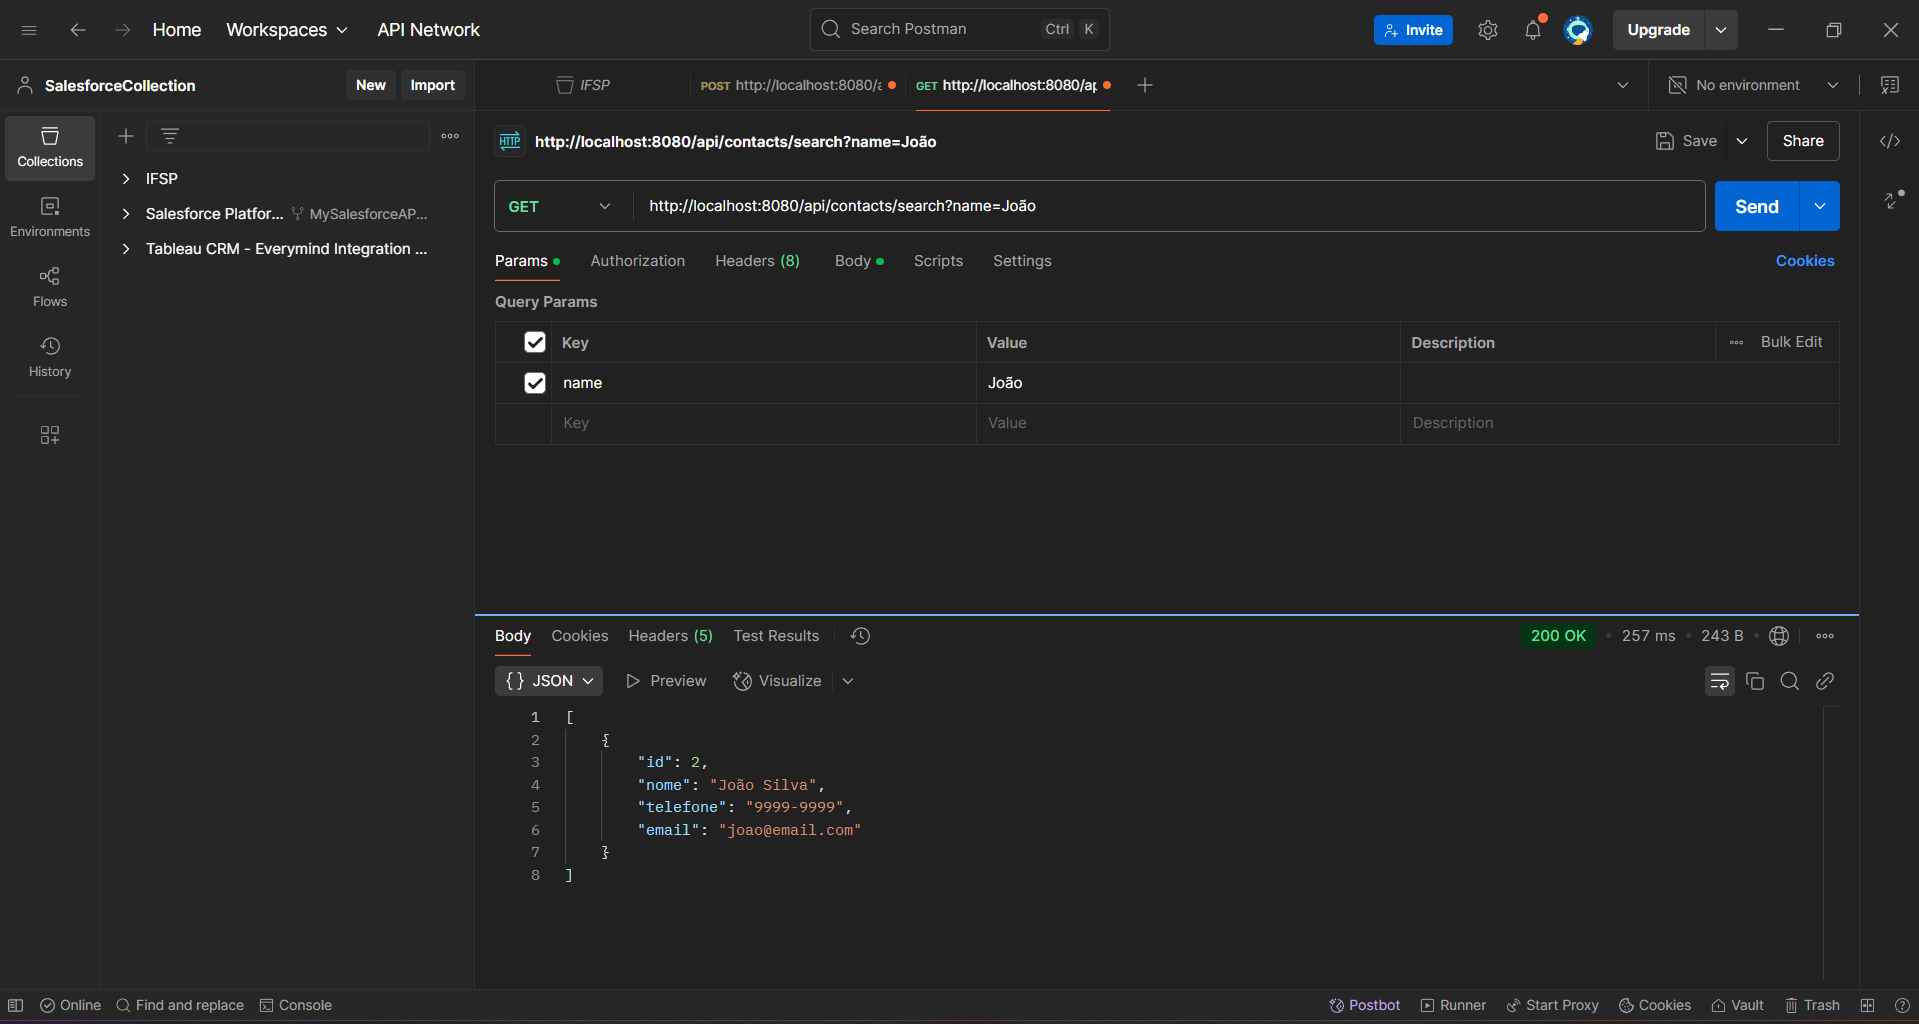 Home
Workspaces
API Network
Search Postman
Ctrl K
Invite
Upgrade
SalesforceCollection
New
Import
IFSP
POST http://localhost:8080/a
GET http://localhost:8080/ap
No environment
Collections
Environments
Flows
History
IFSP
Salesforce Platfor... MySalesforceAP...
Tableau CRM - Everymind Integration ...
HTTP http://localhost:8080/api/contacts/search?name=João
Save
Share
GET http://localhost:8080/api/contacts/search?name=João
Send
Params Authorization Headers (8) Body Scripts Settings
Cookies
Query Params
Key Value Description Bulk Edit
name João
Key Value Description
Body Cookies Headers (5) Test Results
200 OK 257 ms 243 B
{} JSON Preview Visualize
1 [
2 {
3 "id": 2,
4 "nome": "João Silva",
5 "telefone": "9999-9999",
6 "email": "joao@email.com"
7 }
8 ]
Online Find and replace Console
Postbot Runner Start Proxy Cookies Vault Trash